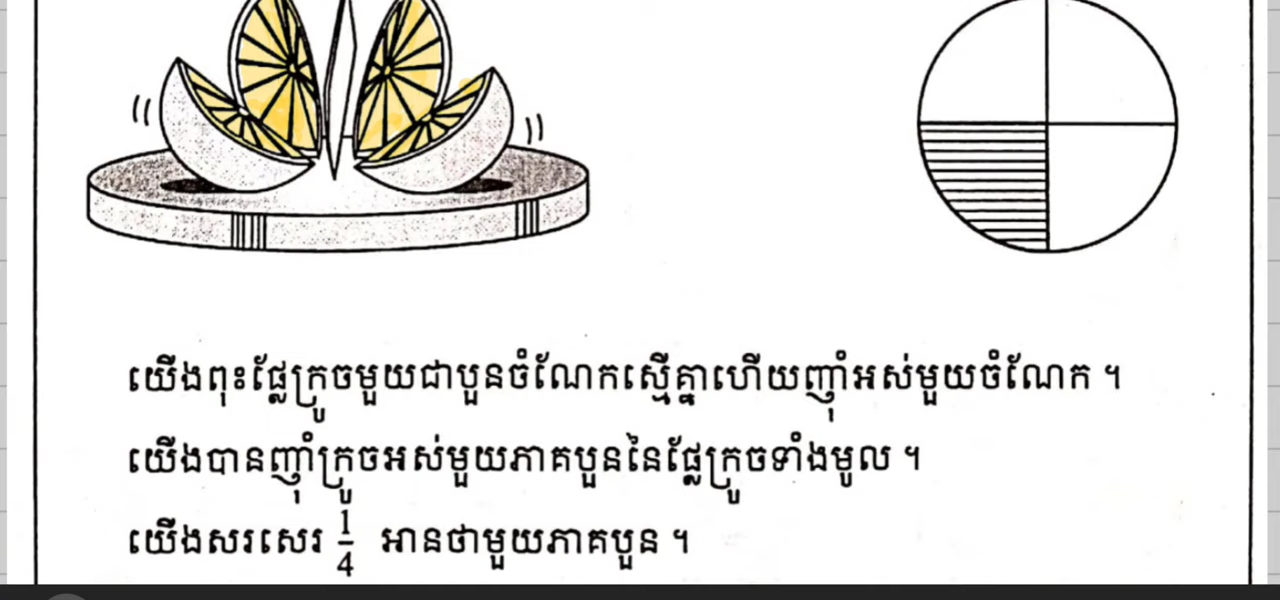 យើងពុះផ្លែក្រូចមួយជាបួនចំណែកស្មើគ្នាហើយញ៉ាំអស់មួយចំណែក ។
យើងបានញ៉ាំក្រូចអស់មួយភាគបួននៃផ្លែក្រូចទាំងមូល ។
យើងសរសេរ 1/4 អានថាមួយភាគបួន ។